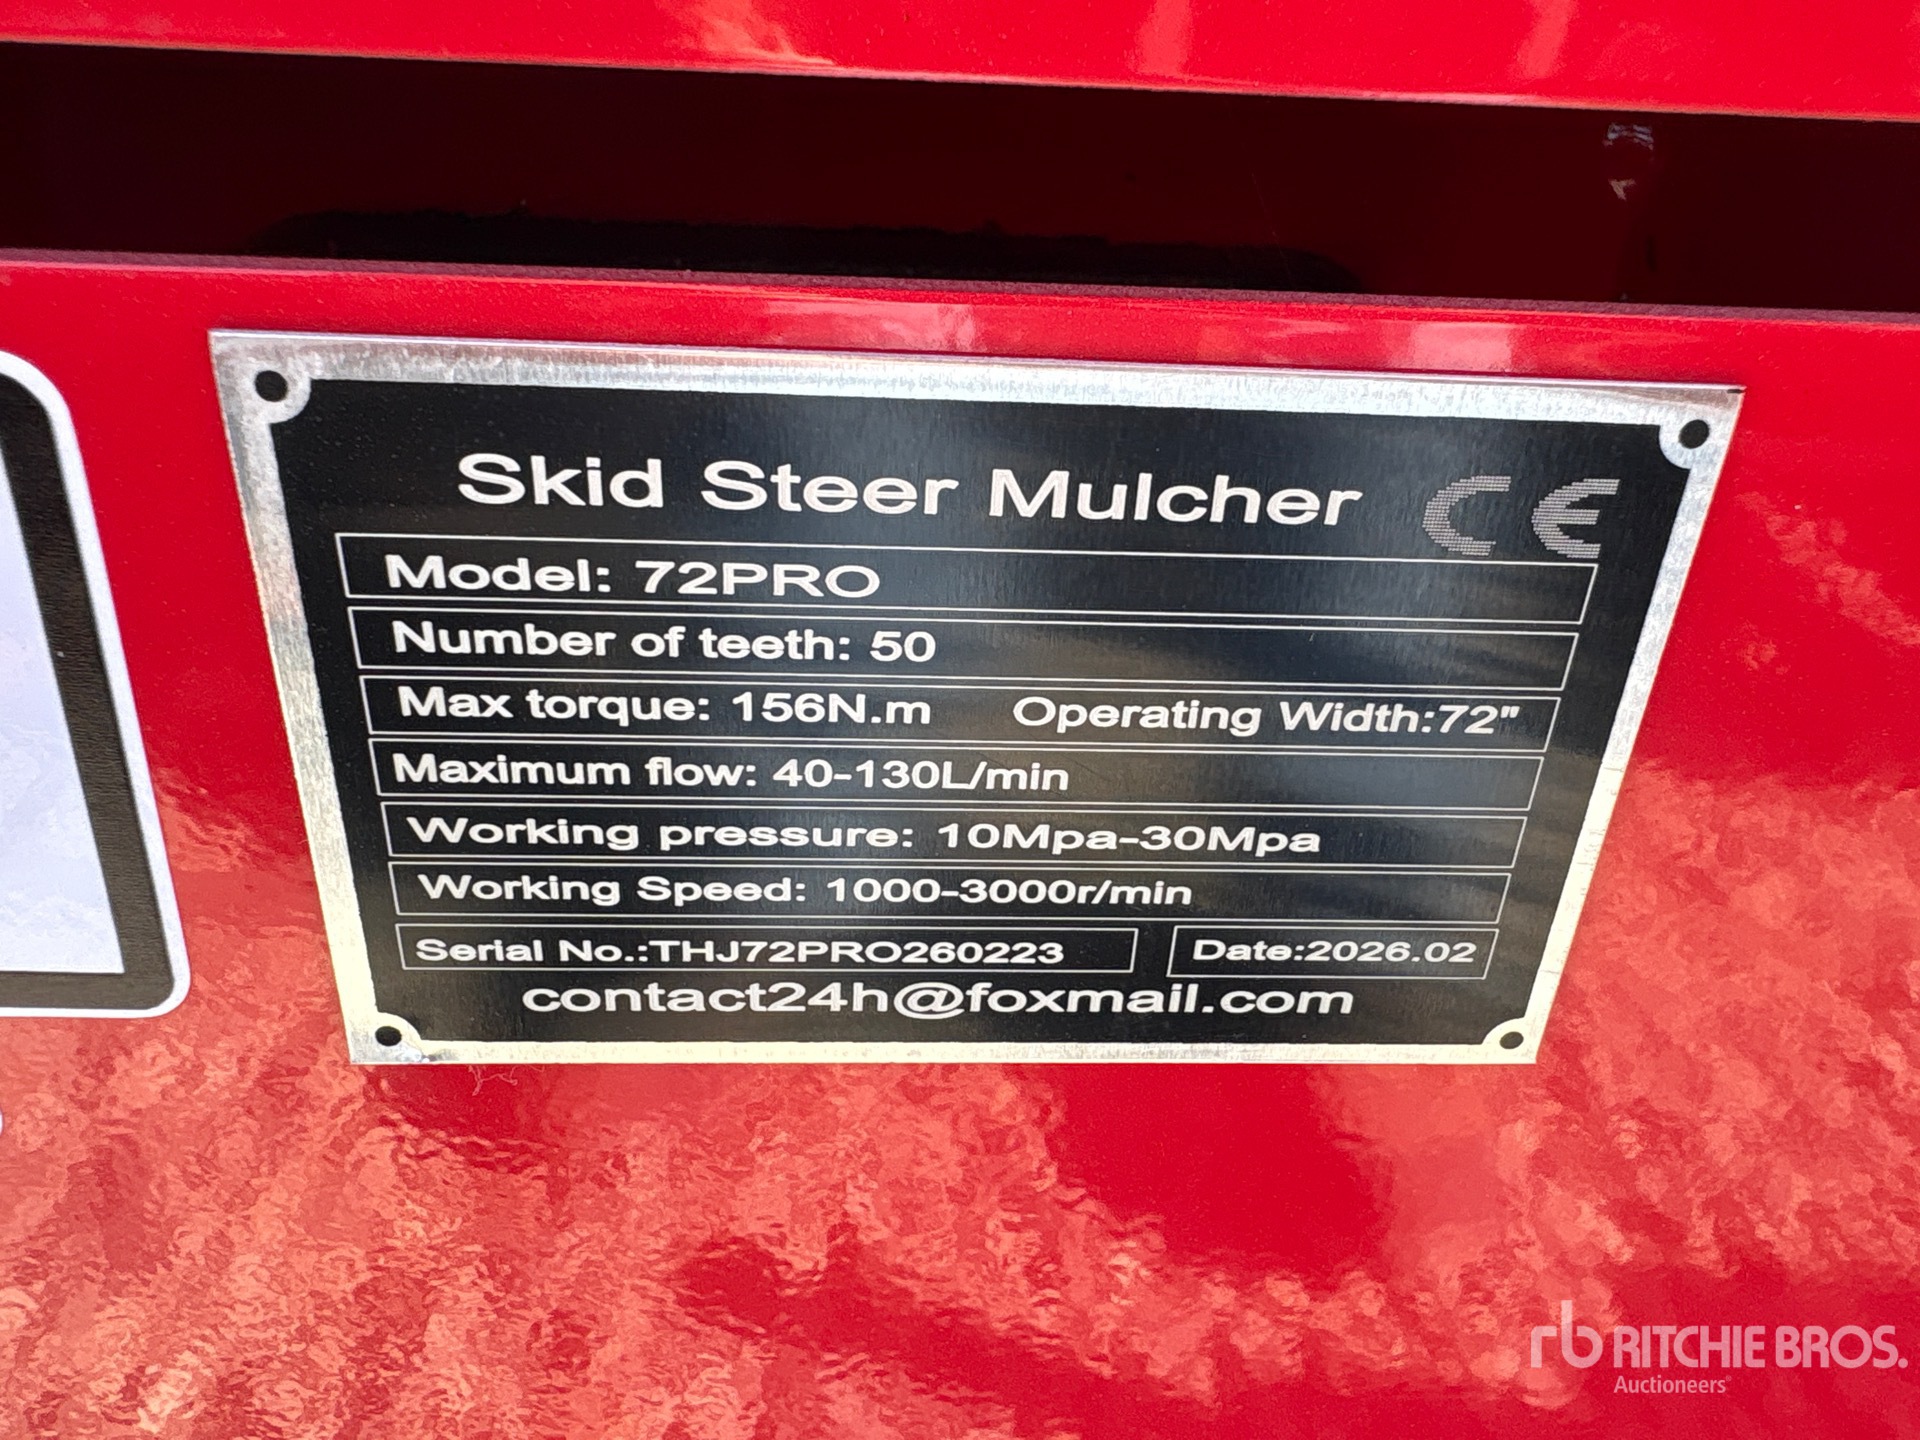 Skid Steer Mulcher CE
Model: 72PRO
Number of teeth: 50
Max torque: 156N.m Operating Width:72"
Maximum flow: 40-130L/min
Working pressure: 10Mpa-30Mpa
Working Speed: 1000-3000r/min
Serial No.:THJ72PRO260223 Date:2026.02
contact24h@foxmail.com
rb RITCHIE BROS.
Auctioneers